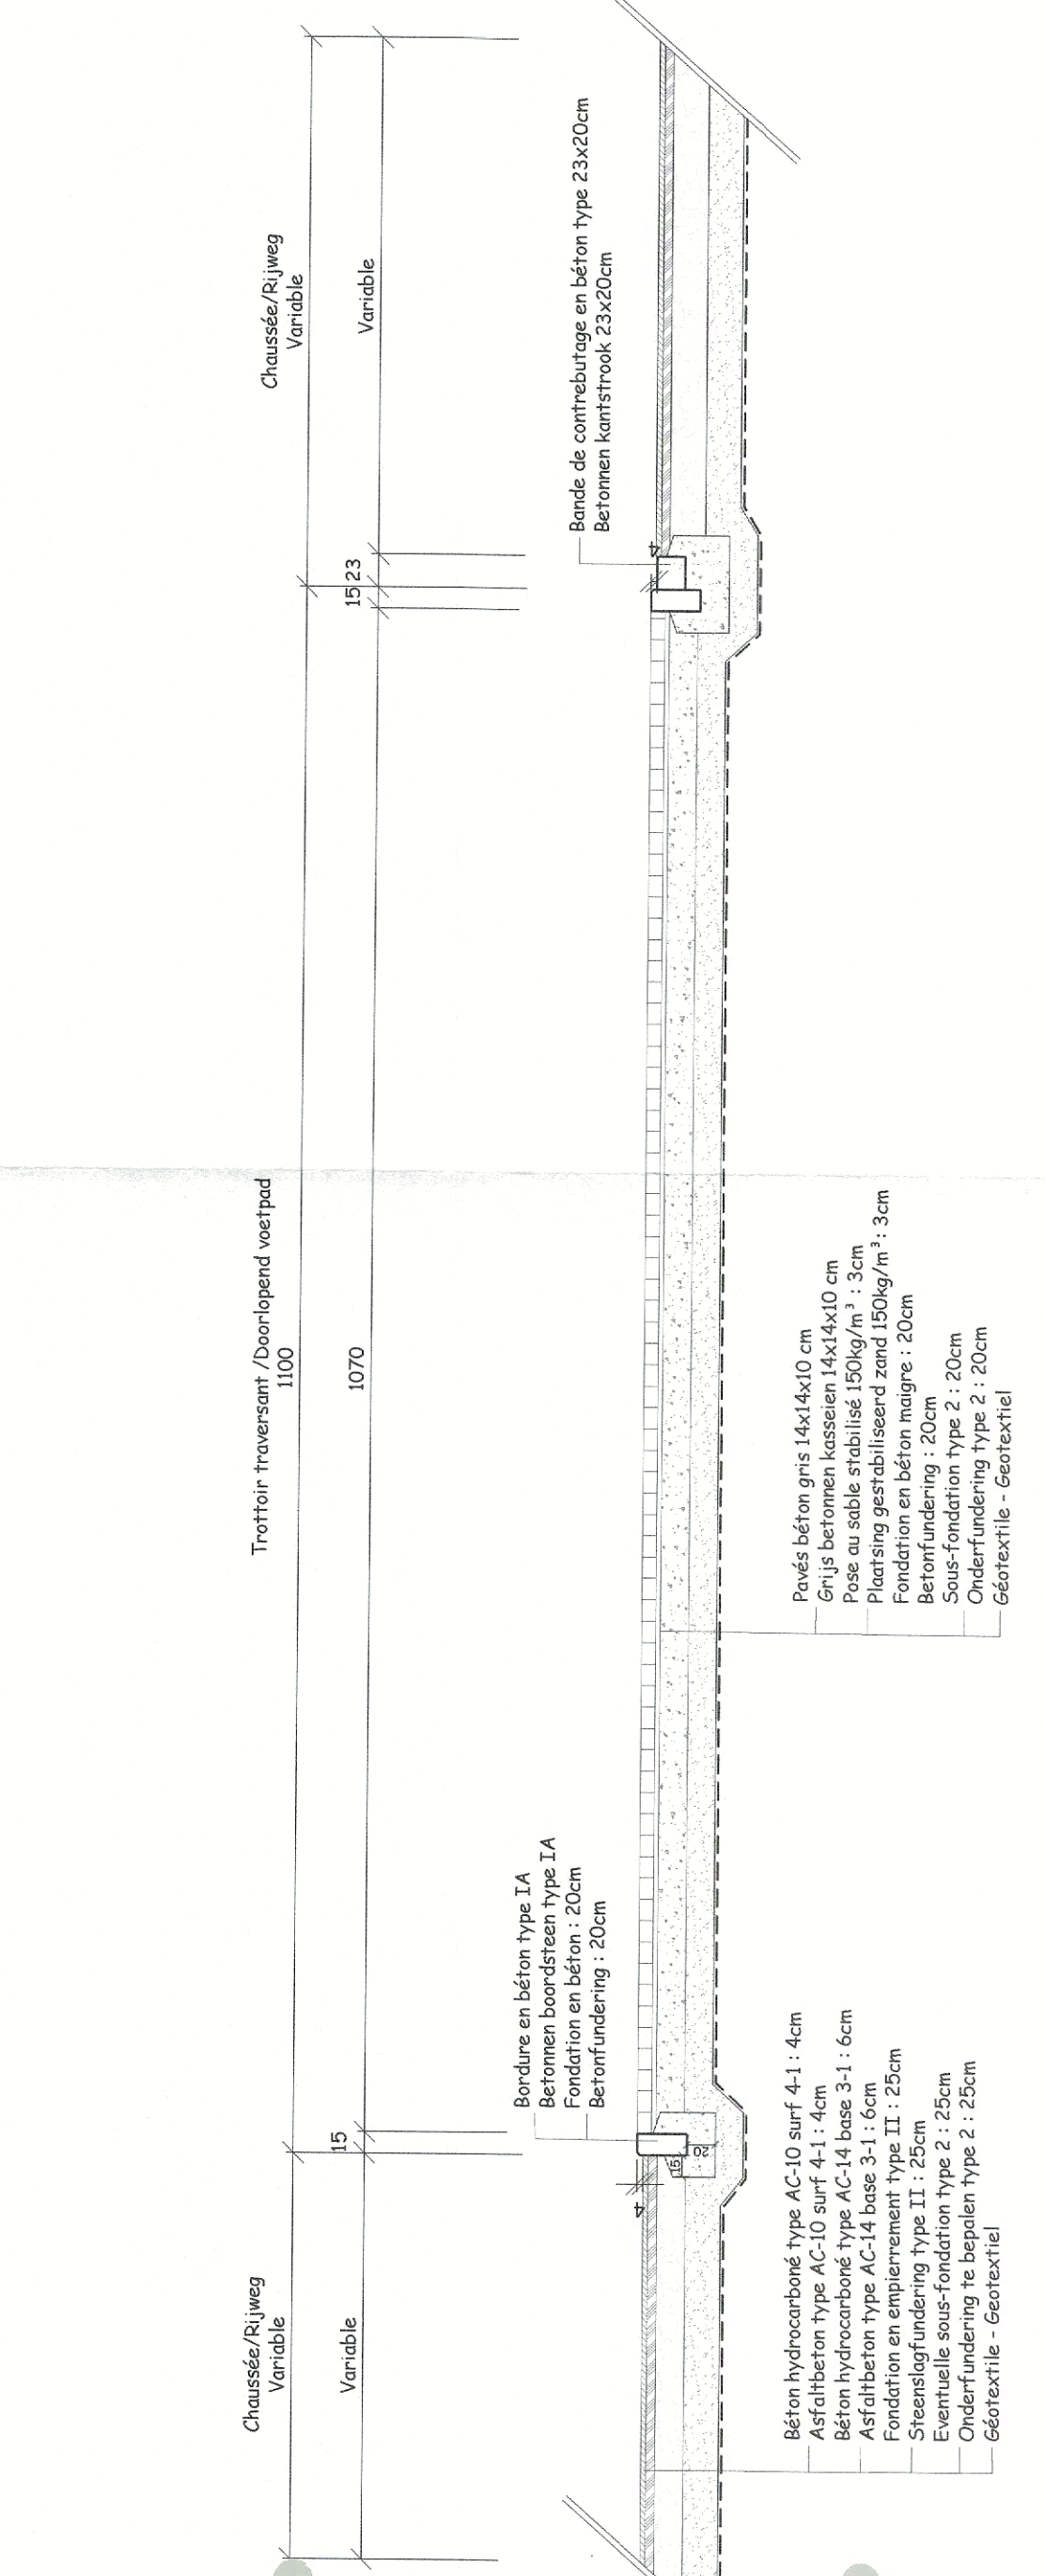 Chaussée/Rijweg
Variable
Variable
15
Trottoir traversant /Doorlopend voetpad
1100
1070
15
23
Chaussée/Rijweg
Variable
Variable
Bordure en béton type IA
Betonnen boordsteen type IA
Fondation en béton : 20cm
Betonfundering : 20cm
Bande de contrebutage en béton type 23x20cm
Betonnen kantstrook 23x20cm
15
20
Béton hydrocarboné type AC-10 surf 4-1 : 4cm
Asfaltbeton type AC-10 surf 4-1 : 4cm
Béton hydrocarboné type AC-14 base 3-1 : 6cm
Asfaltbeton type AC-14 base 3-1 : 6cm
Fondation en empierrement type II : 25cm
Steenslagfundering type II : 25cm
Eventuelle sous-fondation type 2 : 25cm
Onderfundering te bepalen type 2 : 25cm
Géotextile - Geotextiel
Pavés béton gris 14x14x10 cm
Grijs betonnen kasseien 14x14x10 cm
Pose au sable stabilisé 150kg/m³ : 3cm
Plaatsing gestabiliseerd zand 150kg/m³: 3cm
Fondation en béton maigre : 20cm
Betonfundering : 20cm
Sous-fondation type 2 : 20cm
Onderfundering type 2 : 20cm
Géotextile - Geotextiel